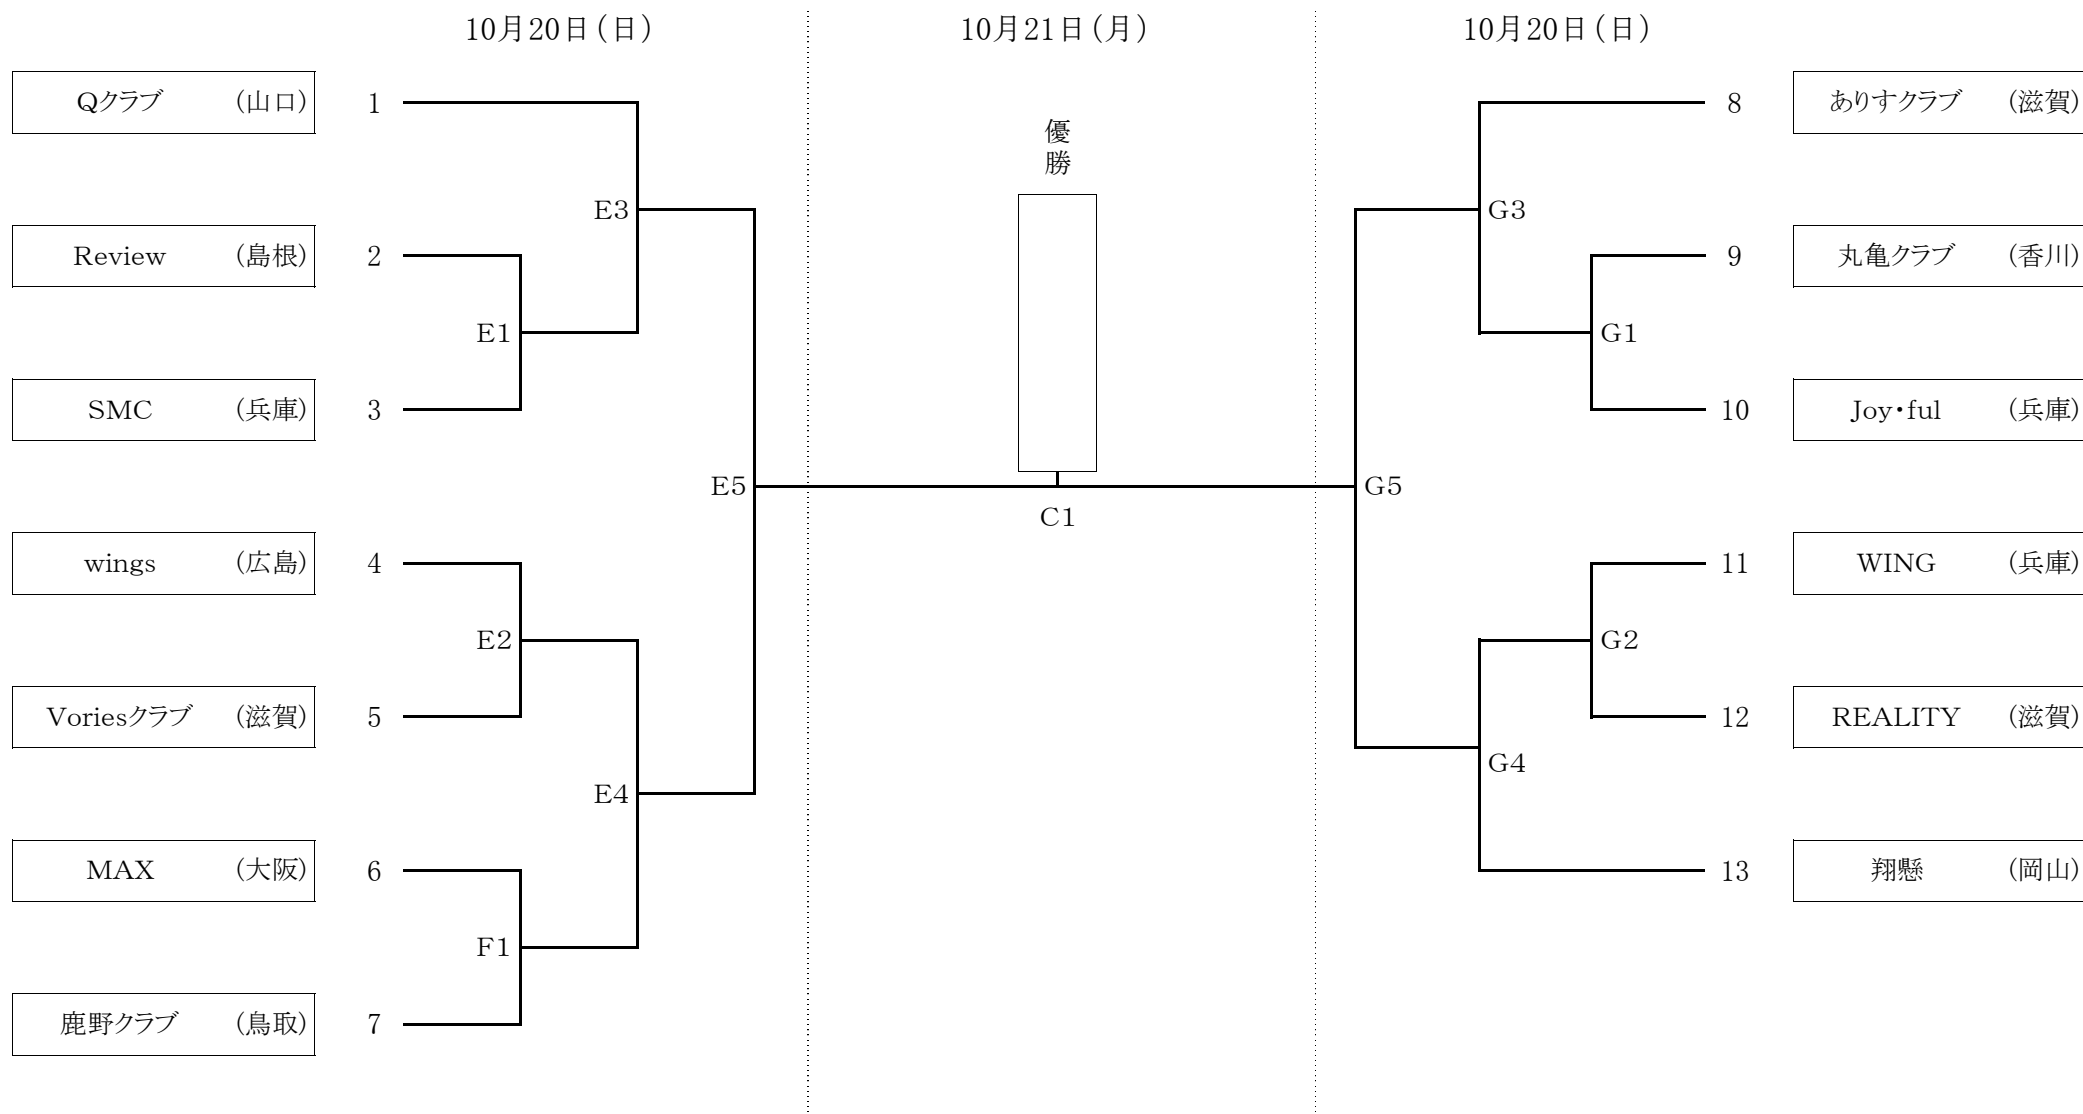 10月20日(日)　10月21日(月)　10月20日(日)
Qクラブ (山口) 1
8 ありすクラブ (滋賀)
優勝
E3
G3
Review (島根) 2
9 丸亀クラブ (香川)
E1
G1
SMC (兵庫) 3
10 Joy・ful (兵庫)
E5
G5
C1
wings (広島) 4
11 WING (兵庫)
E2
G2
Voriesクラブ (滋賀) 5
12 REALITY (滋賀)
G4
E4
MAX (大阪) 6
13 翔懸 (岡山)
F1
鹿野クラブ (鳥取) 7